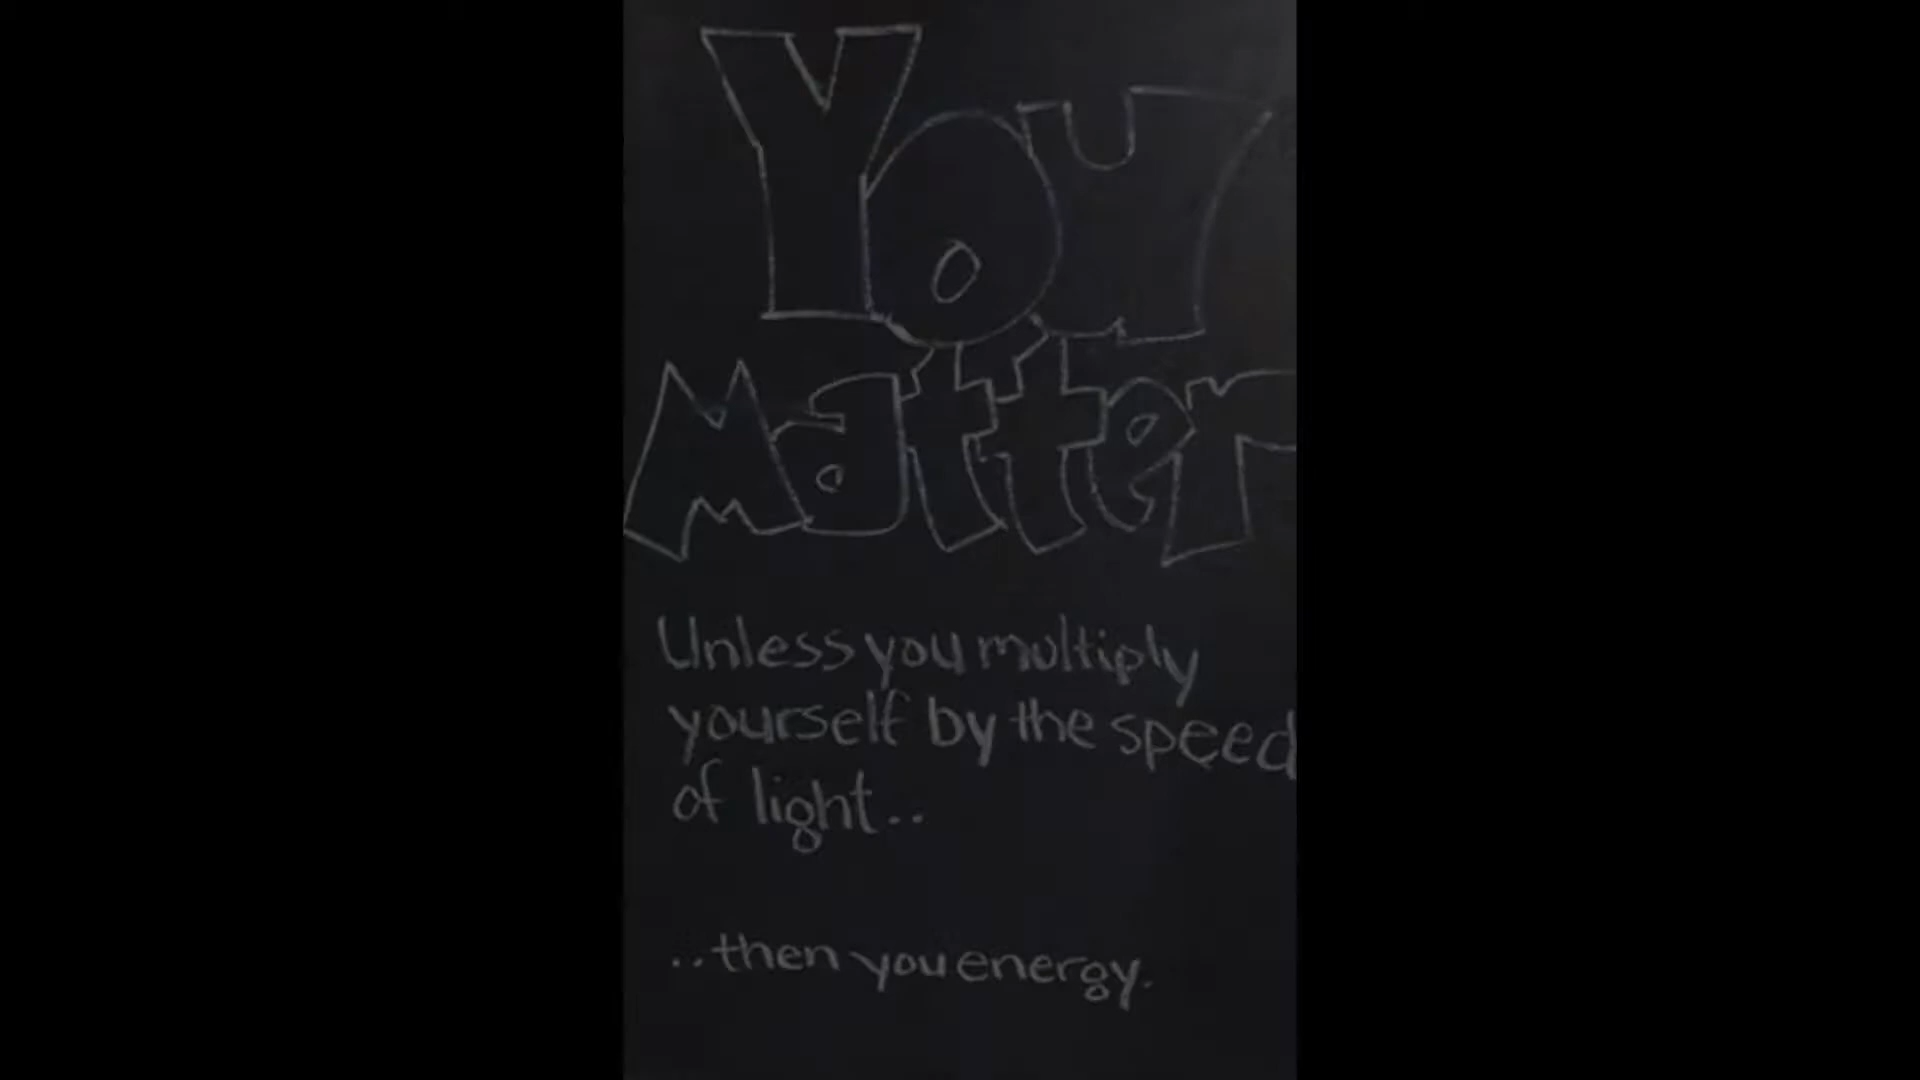 You
Matter
Unless you multiply
yourself by the speed
of light..
..then you energy.